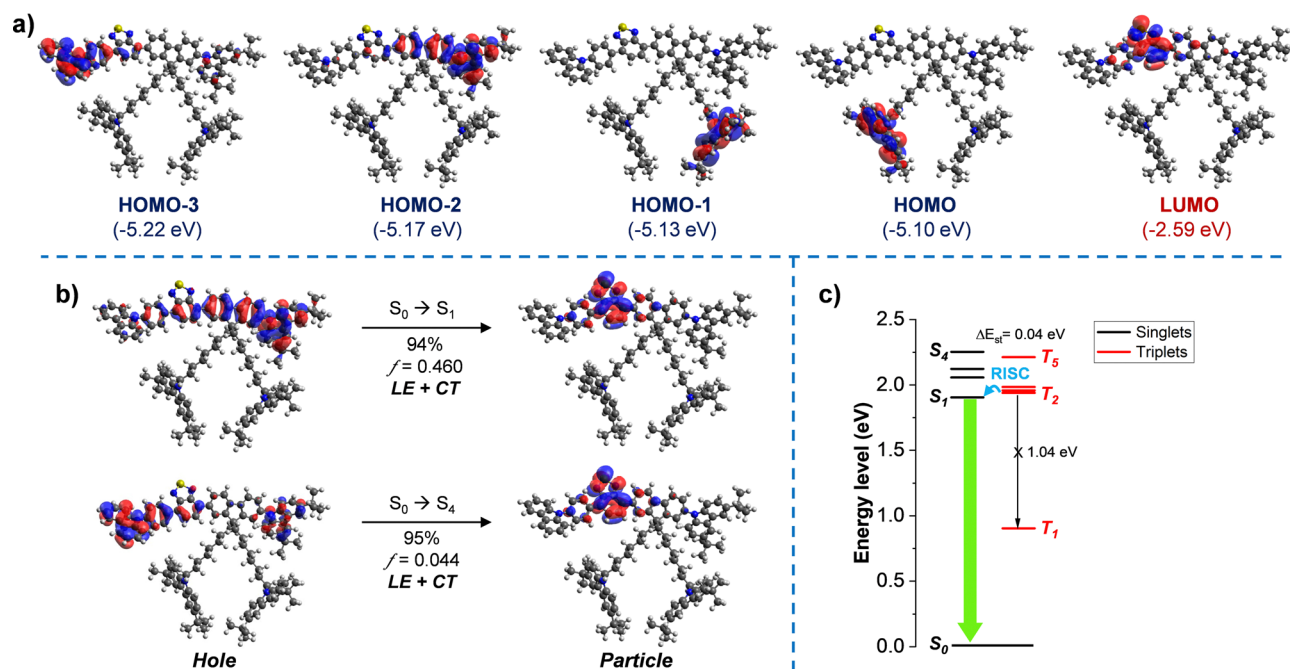 a)
HOMO-3
(-5.22 eV)
HOMO-2
(-5.17 eV)
HOMO-1
(-5.13 eV)
HOMO
(-5.10 eV)
LUMO
(-2.59 eV)
b)
S₀ → S₁
94%
f = 0.460
LE + CT
S₀ → S₄
95%
f = 0.044
LE + CT
Hole
Particle
c)
Energy level (eV)
2.5
2.0
1.5
1.0
0.5
0.0
ΔEst= 0.04 eV
Singlets
Triplets
S₄
T₅
RISC
S₁
T₂
X 1.04 eV
T₁
S₀